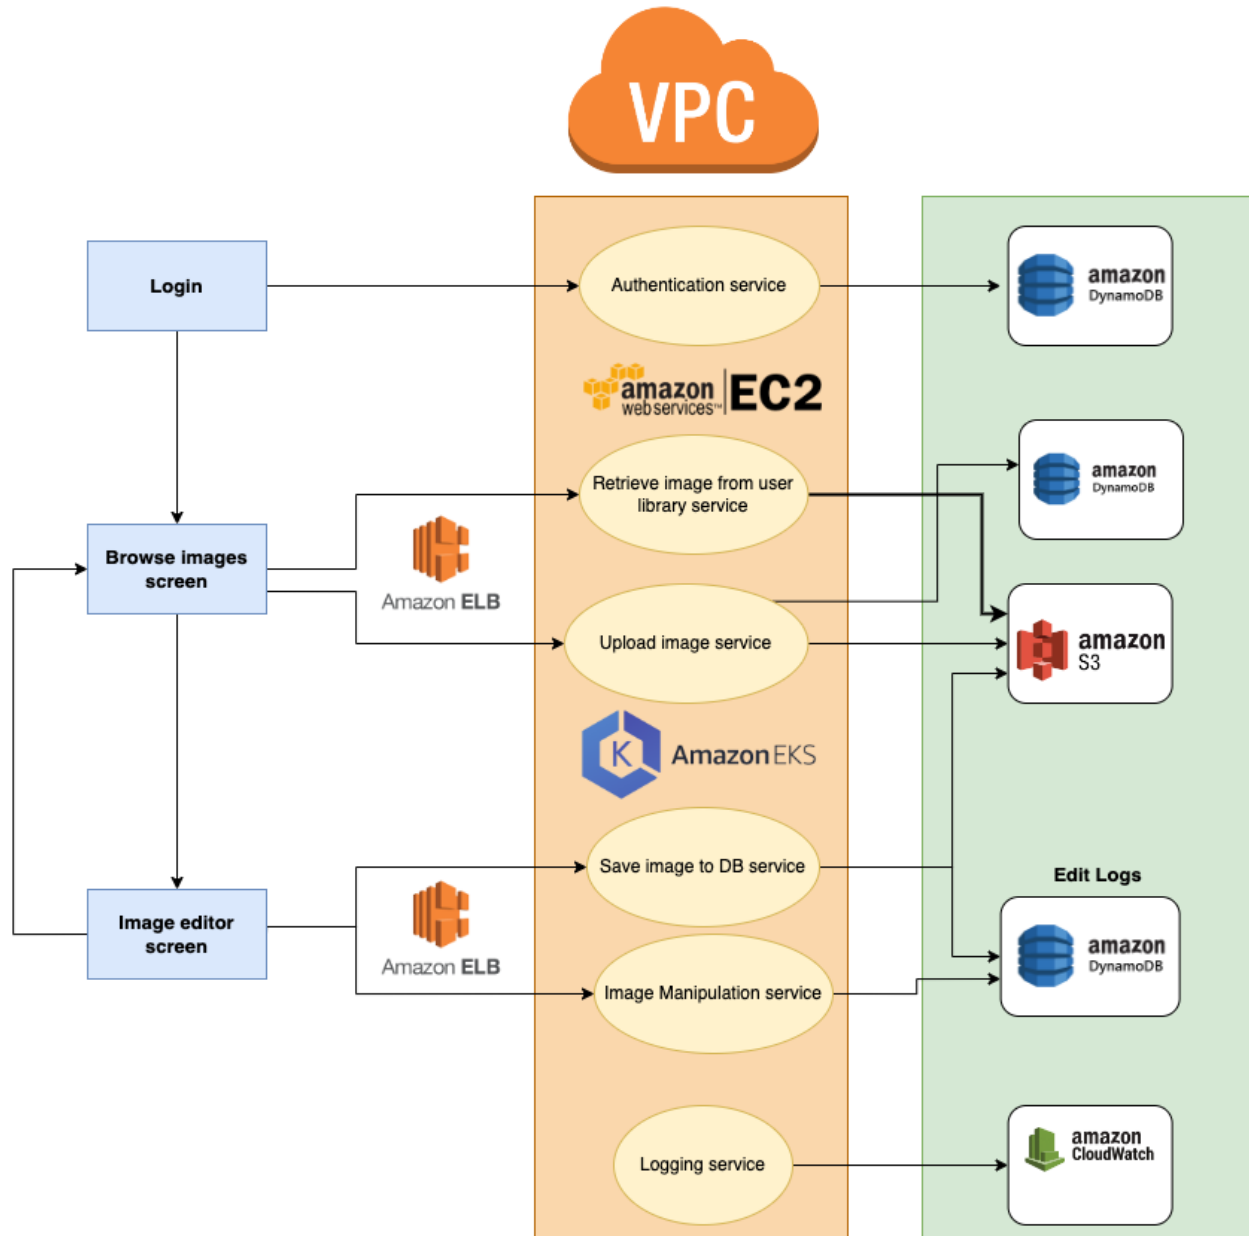 VPC
Login
Authentication service
amazon
DynamoDB
amazon
webservices™
EC2
Retrieve image from user
library service
amazon
DynamoDB
Browse images
screen
Amazon ELB
Upload image service
amazon
S3
K
Amazon EKS
Save image to DB service
Edit Logs
Image editor
screen
Amazon ELB
amazon
DynamoDB
Image Manipulation service
Logging service
amazon
CloudWatch